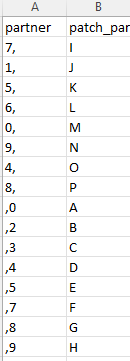 A B
partner patch_par
7, I
1, J
5, K
6, L
0, M
9, N
4, O
8, P
,0 A
,2 B
,3 C
,4 D
,5 E
,7 F
,8 G
,9 H